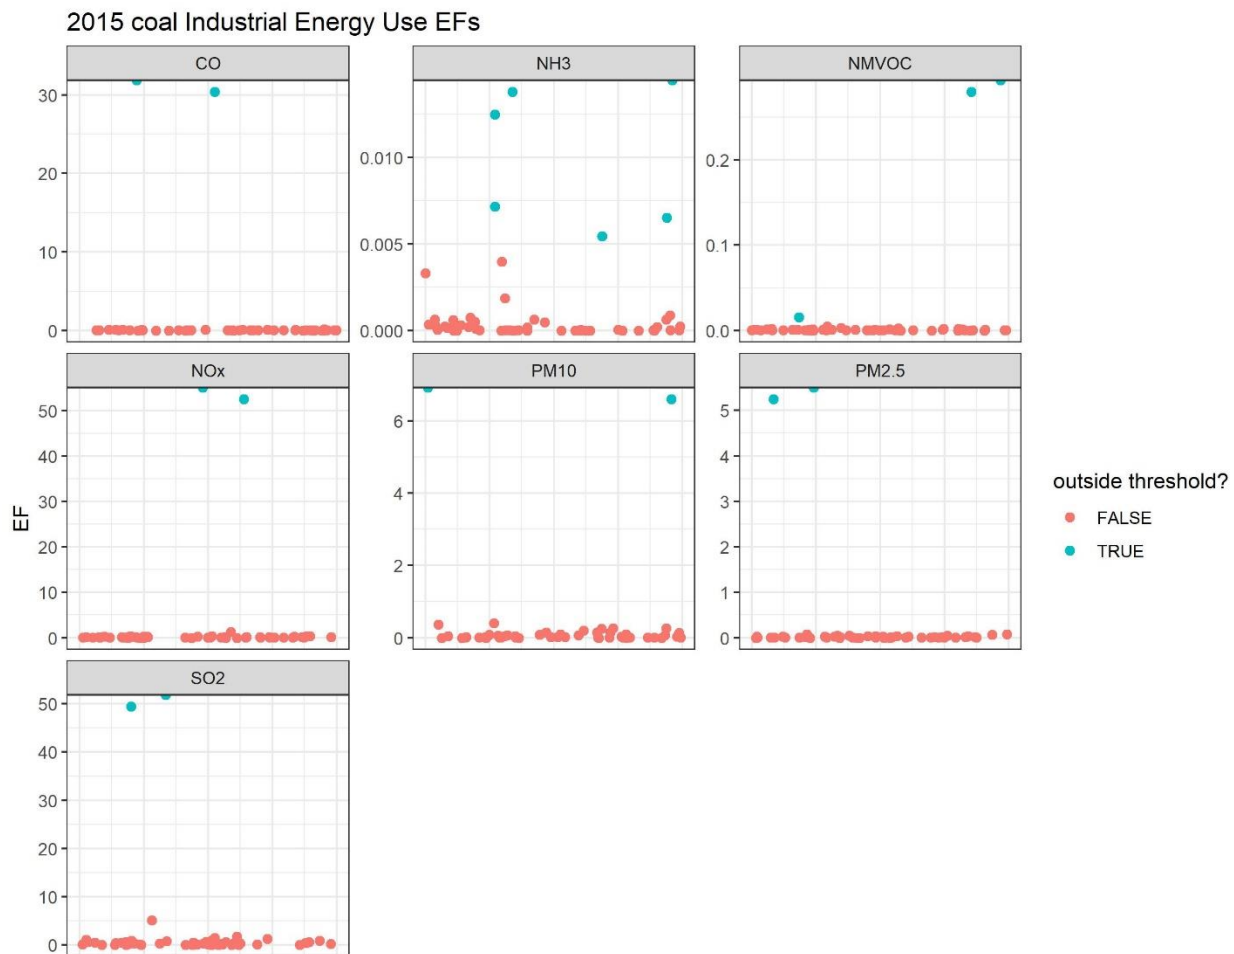 2015 coal Industrial Energy Use EFs
CO
NH3
NMVOC
30
20
10
0
0.010
0.005
0.000
0.2
0.1
0.0
NOx
PM10
PM2.5
50
40
30
20
10
0
6
4
2
0
5
4
3
2
1
0
EF
outside threshold?
FALSE
TRUE
SO2
50
40
30
20
10
0